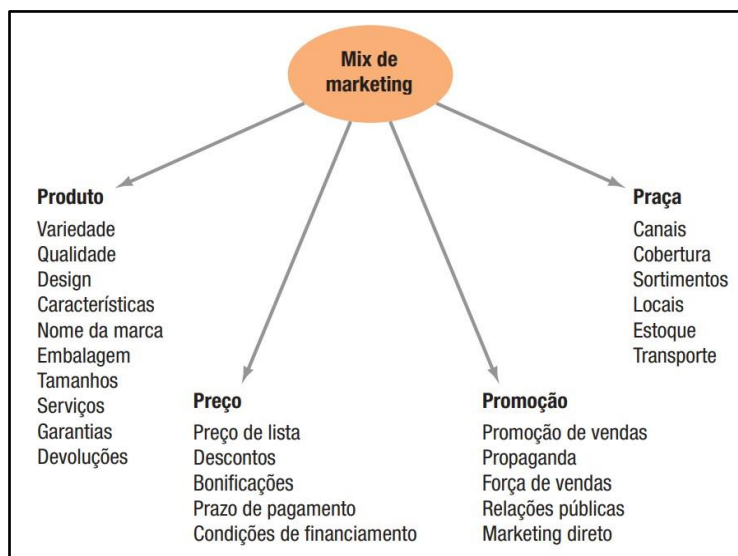 Mix de
marketing
Produto
Variedade
Qualidade
Design
Características
Nome da marca
Embalagem
Tamanhos
Serviços
Garantias
Devoluções
Preço
Preço de lista
Descontos
Bonificações
Prazo de pagamento
Condições de financiamento
Promoção
Promoção de vendas
Propaganda
Força de vendas
Relações públicas
Marketing direto
Praça
Canais
Cobertura
Sortimentos
Locais
Estoque
Transporte